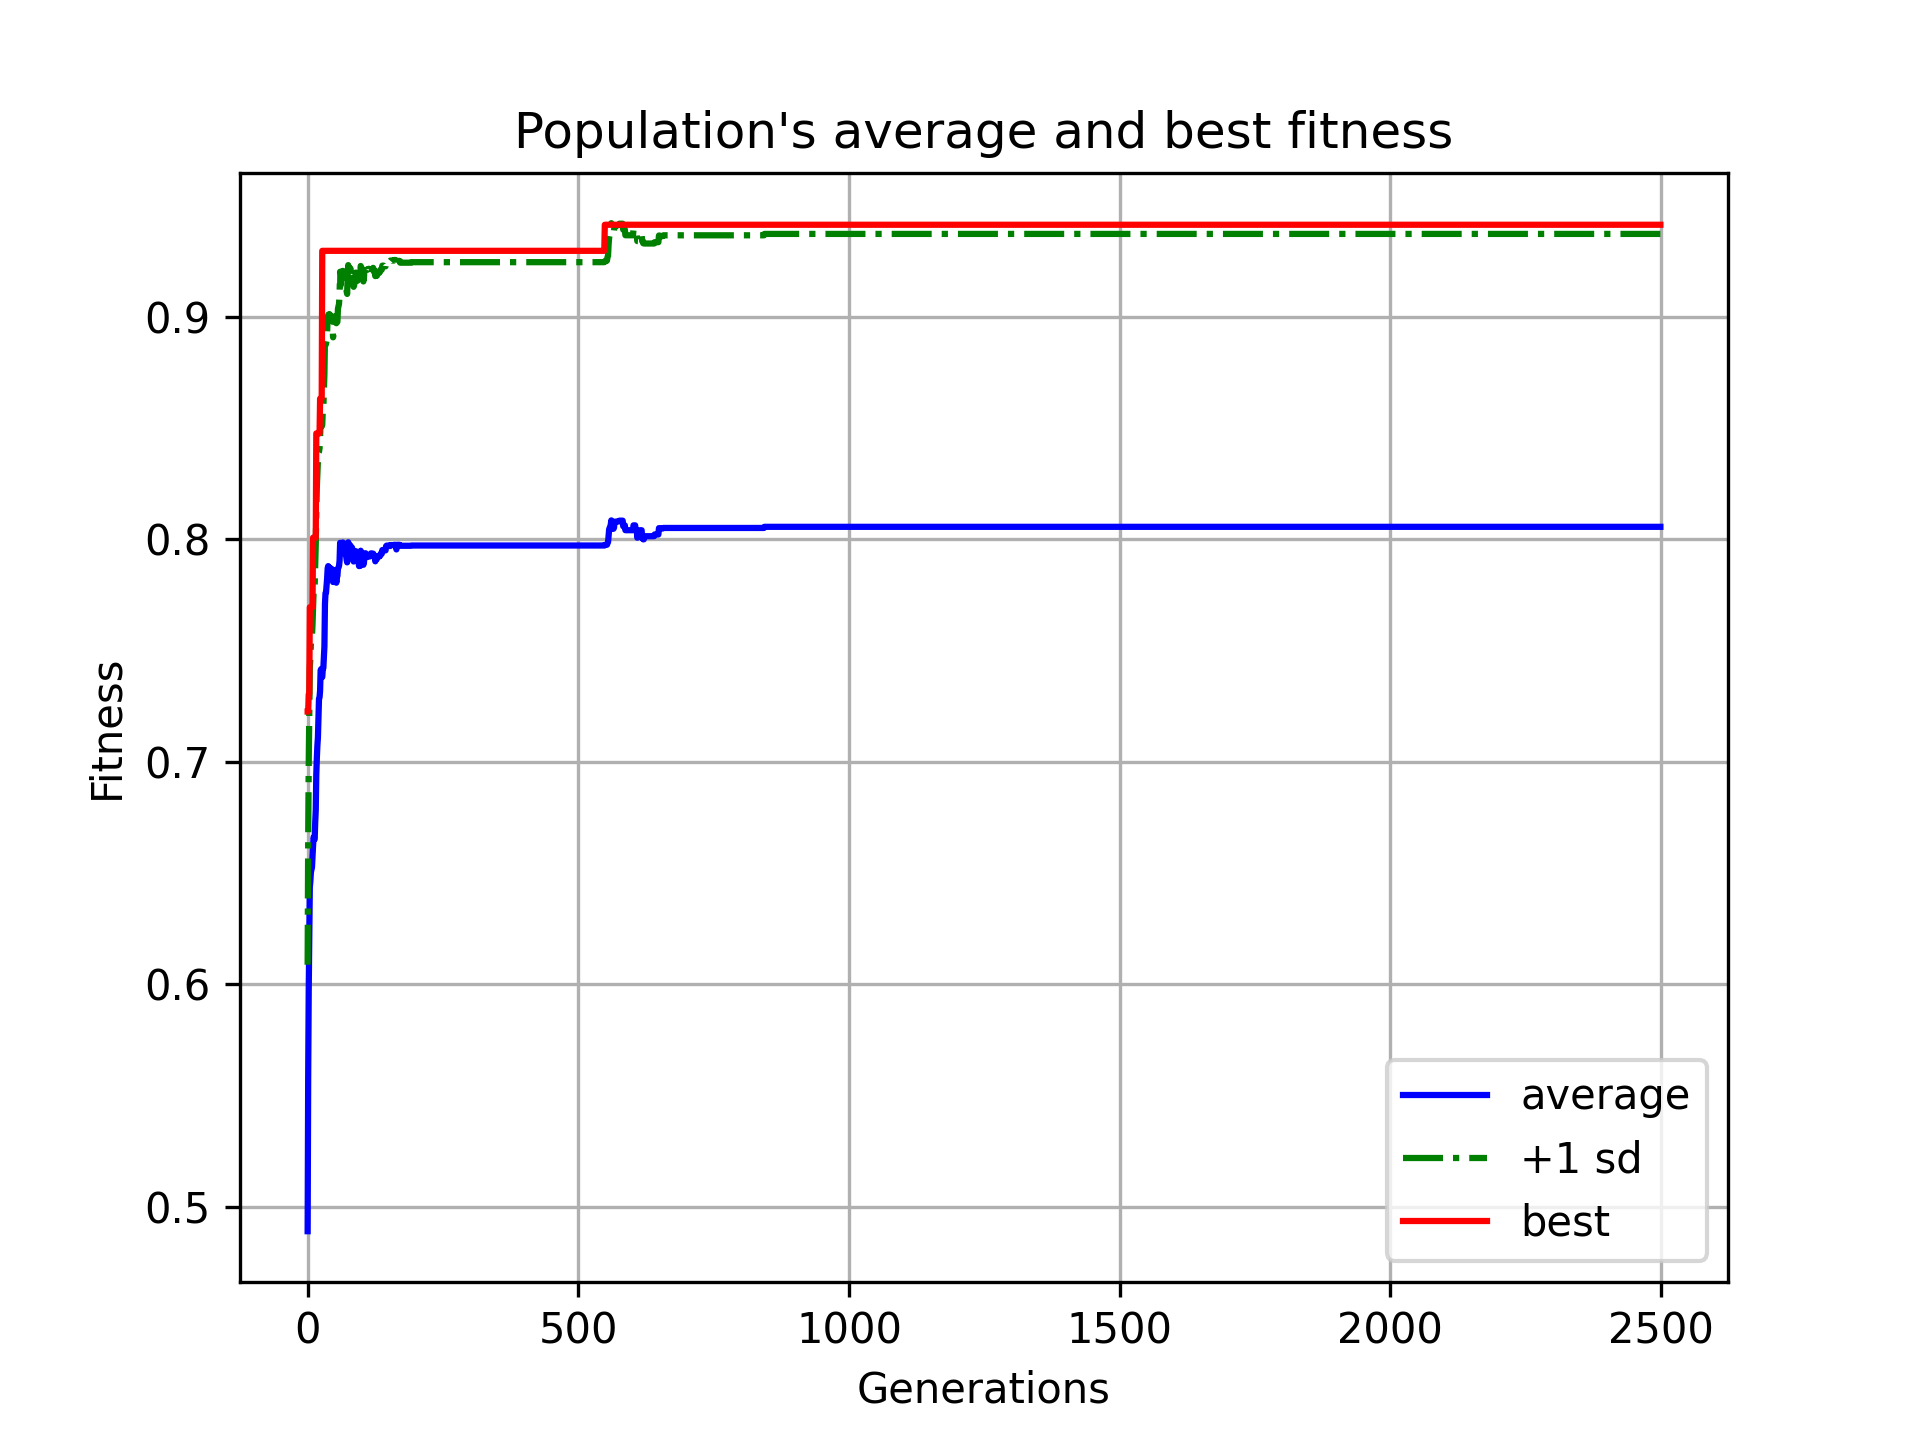 Population's average and best fitness
Fitness
0.9
0.8
0.7
0.6
0.5
average
+1 sd
best
0 500 1000 1500 2000 2500
Generations